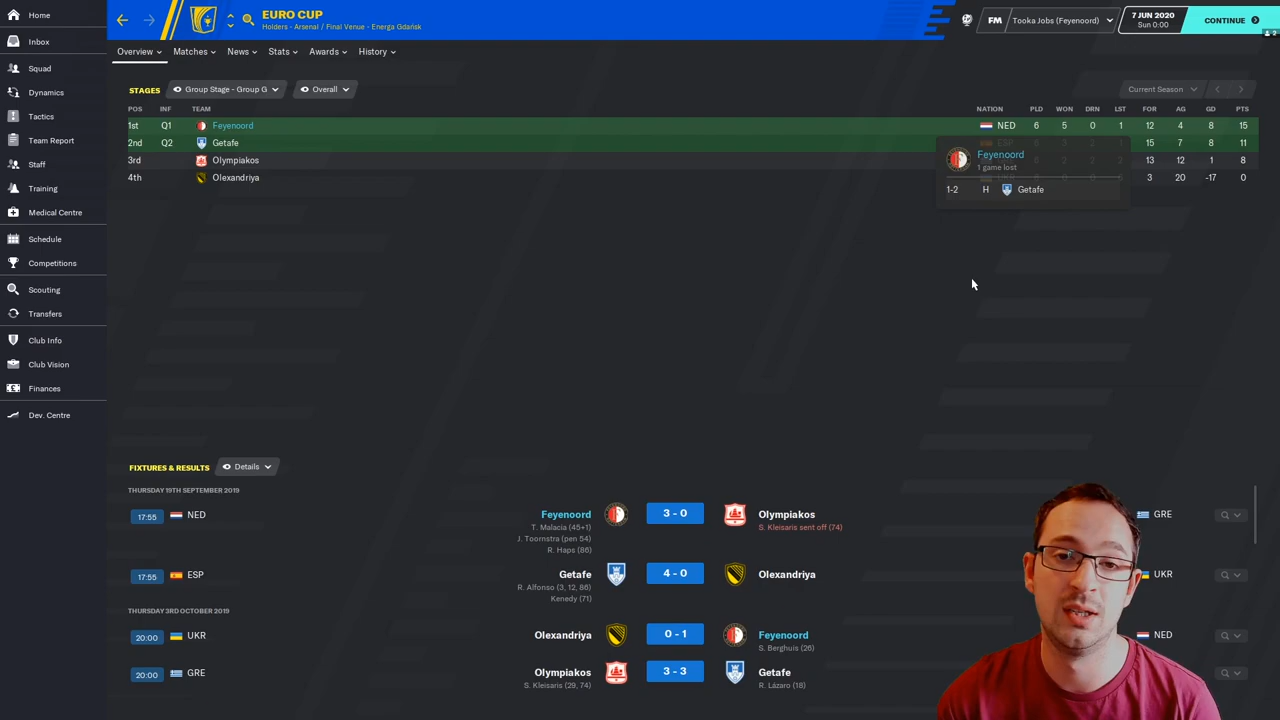 Home
Inbox
Squad
Dynamics
Tactics
Team Report
Staff
Training
Medical Centre
Schedule
Competitions
Scouting
Transfers
Club Info
Club Vision
Finances
Dev. Centre
EURO CUP
Holders - Arsenal / Final Venue - Energa Gdańsk
FM Tooka Jobs (Feyenoord)
7 JUN 2020
Sun 0:00
CONTINUE
2
Overview Matches News Stats Awards History
STAGES Group Stage - Group G Overall Current Season
POS INF TEAM NATION PLD WON DRN LST FOR AG GD PTS
1st Q1 Feyenoord NED 6 5 0 1 12 4 8 15
2nd Q2 Getafe 15 7 8 11
3rd Olympiakos 13 12 1 8
4th Olexandriya 3 20 -17 0
Feyenoord
1 game lost
1-2 H Getafe
FIXTURES & RESULTS Details
THURSDAY 19TH SEPTEMBER 2019
17:55 NED Feyenoord 3 - 0 Olympiakos GRE
T. Malacia (45+1) S. Kleisaris sent off (74)
J. Toornstra (pen 54)
R. Haps (86)
17:55 ESP Getafe 4 - 0 Olexandriya UKR
R. Alfonso (3, 12, 86)
Kenedy (71)
THURSDAY 3RD OCTOBER 2019
20:00 UKR Olexandriya 0 - 1 Feyenoord NED
S. Berghuis (26)
20:00 GRE Olympiakos 3 - 3 Getafe
S. Kleisaris (29, 74) R. Lázaro (18)